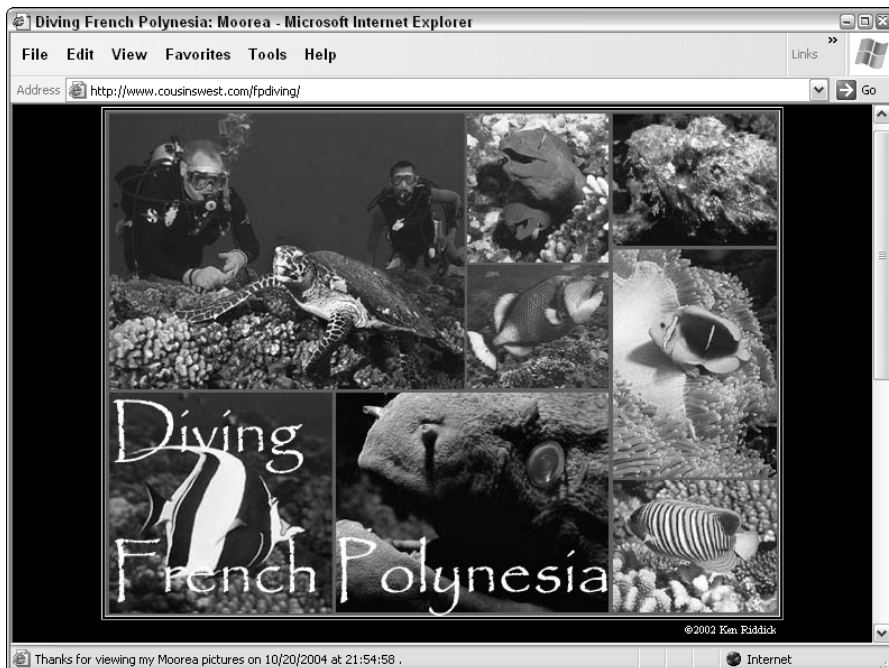 Diving French Polynesia: Moorea - Microsoft Internet Explorer
File Edit View Favorites Tools Help
Links
Address http://www.cousinswest.com/fpdiving/ Go
Diving
French Polynesia
©2002 Ken Riddick
Thanks for viewing my Moorea pictures on 10/20/2004 at 21:54:58 . Internet